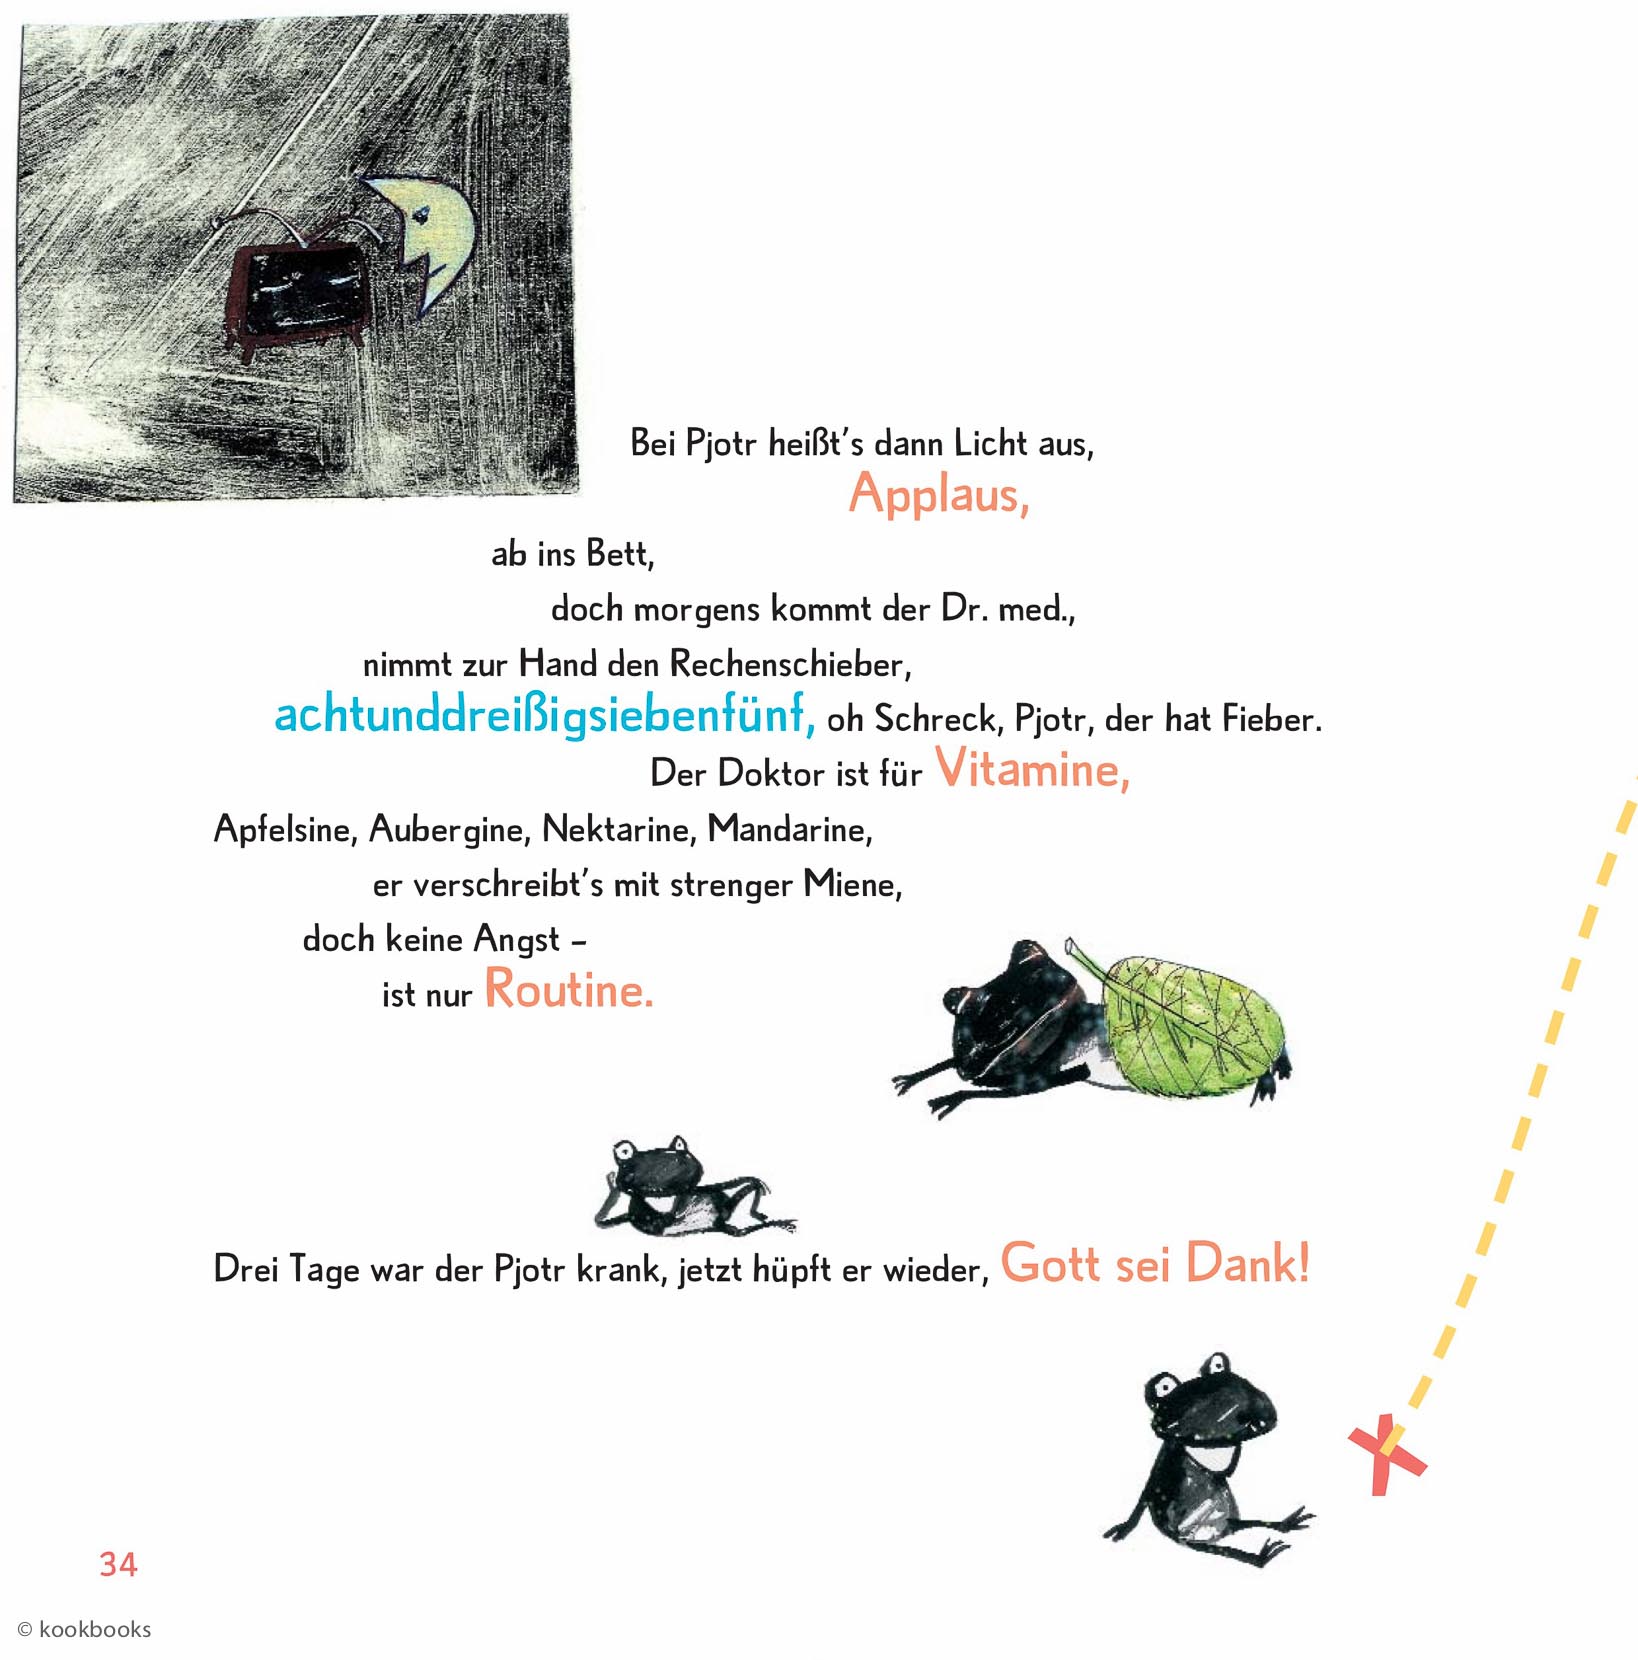 Bei Pjotr heißt's dann Licht aus,
Applaus,
ab ins Bett,
doch morgens kommt der Dr. med.,
nimmt zur Hand den Rechenschieber,
achtunddreißigsiebenfünf, oh Schreck, Pjotr, der hat Fieber.
Der Doktor ist für Vitamine,
Apfelsine, Aubergine, Nektarine, Mandarine,
er verschreibt's mit strenger Miene,
doch keine Angst –
ist nur Routine.
Drei Tage war der Pjotr krank, jetzt hüpft er wieder, Gott sei Dank!
34
© kookbooks